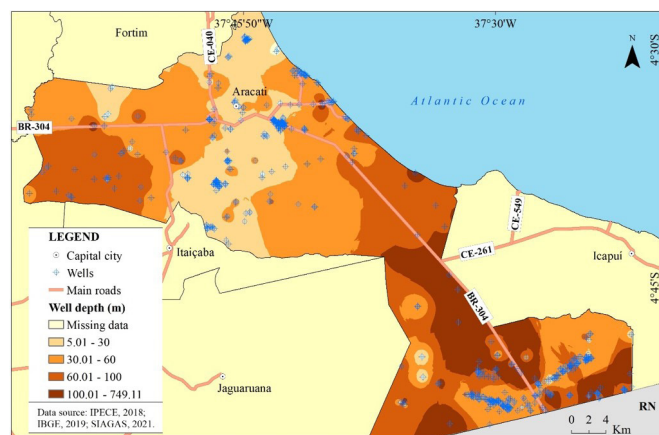 37°45'50"
37°30'
4°30'S
Fortim
CE-040
N
Aracati
Atlantic Ocean
BR-304
CE-549
LEGEND
Capital city
Wells
Main roads
Well depth (m)
Missing data
5.01 - 30
30.01 - 60
60.01 - 100
100.01 - 749.11
Data source: IPECE, 2018;
IBGE, 2019; SIAGAS, 2021.
Itaiçaba
CE-261
Icapui
4°45'S
BR-304
Jaguaruana
RN
0 2 4
Km